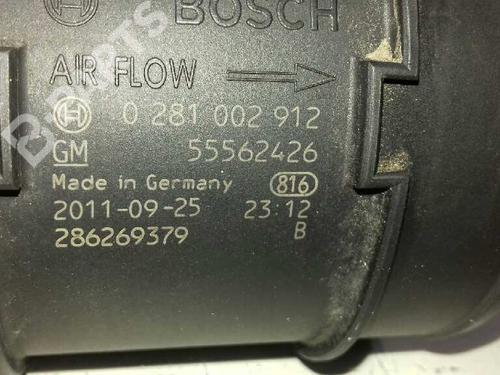 BOSCH
AIR FLOW
0 281 002 912
GM 55562426
Made in Germany 816
2011-09-25 23:12
286269379 B